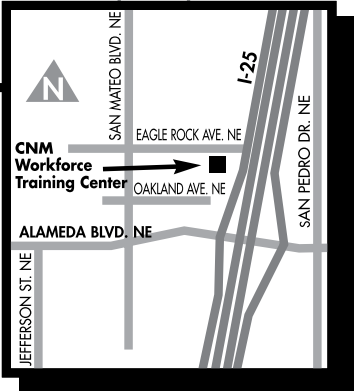 SAN MATEO BLVD. NE
I-25
N
EAGLE ROCK AVE. NE
CNM
Workforce
Training Center
OAKLAND AVE. NE
SAN PEDRO DR. NE
ALAMEDA BLVD. NE
JEFFERSON ST. NE